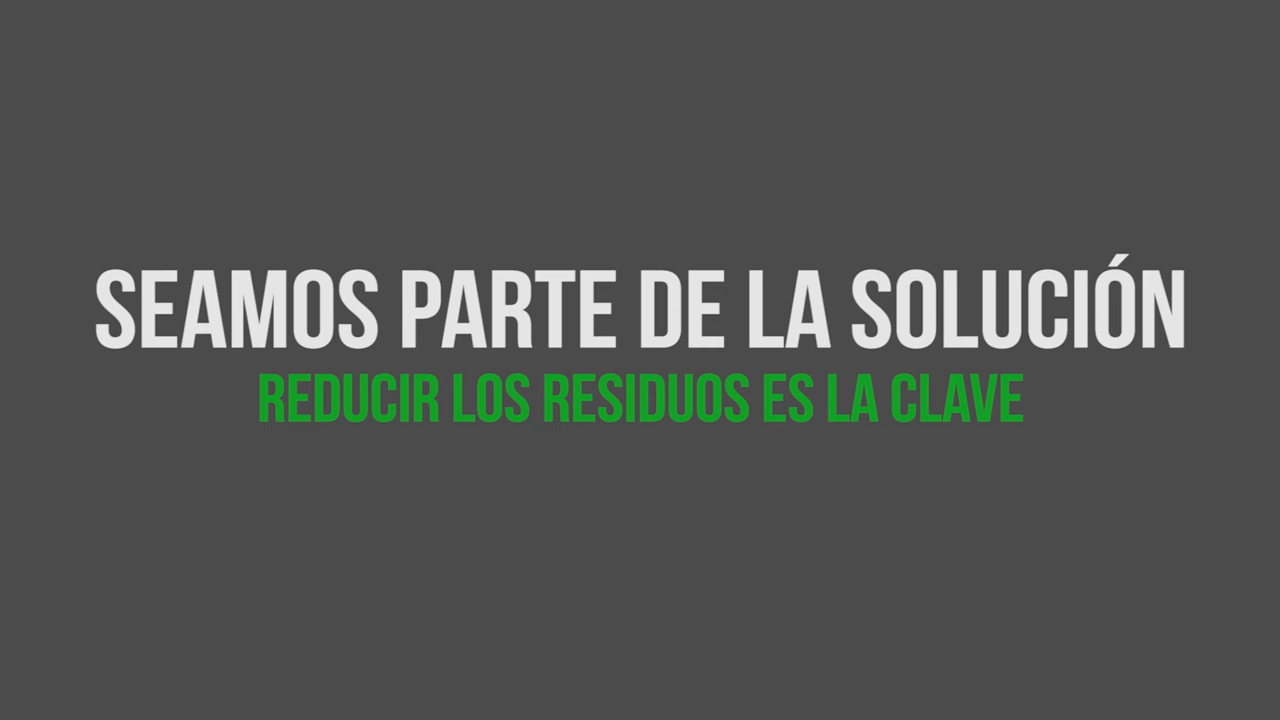 SEAMOS PARTE DE LA SOLUCIÓN
REDUCIR LOS RESIDUOS ES LA CLAVE